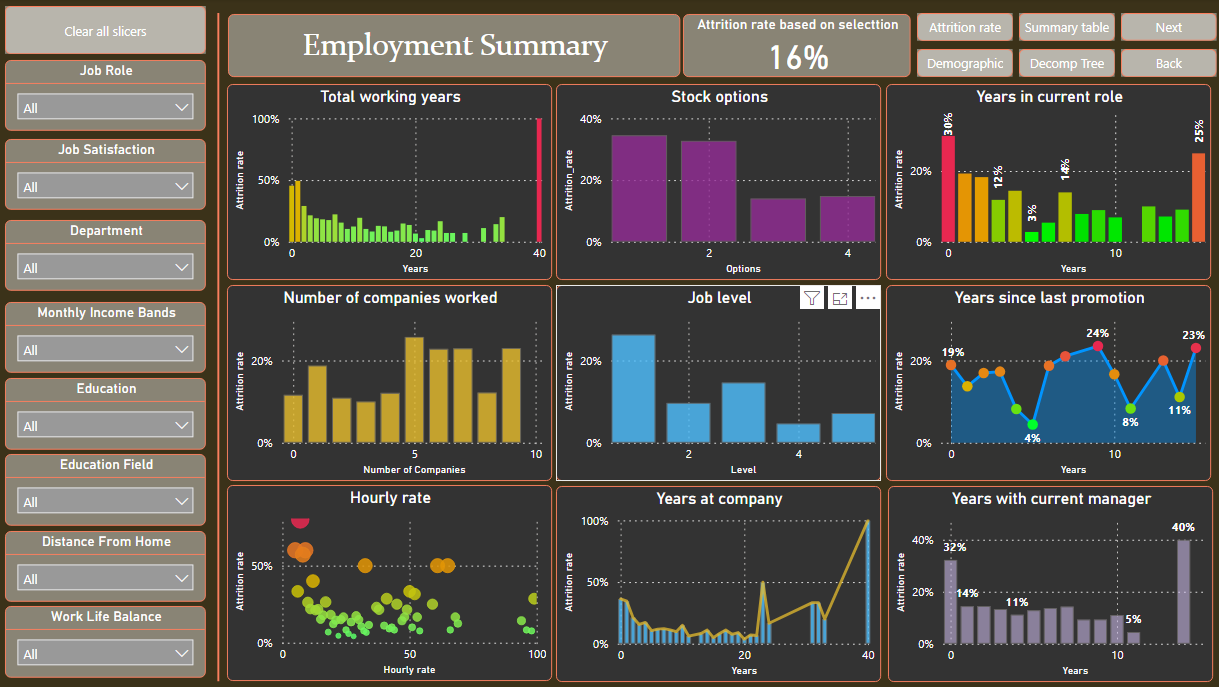 Clear all slicers
Job Role
All
Job Satisfaction
All
Department
All
Monthly Income Bands
All
Education
All
Education Field
All
Distance From Home
All
Work Life Balance
All
Employment Summary
Attrition rate based on selecttion
16%
Attrition rate
Summary table
Next
Demographic
Decomp Tree
Back
Total working years
Attrition rate
100%
50%
0%
0 20 40
Years
Stock options
Attrition_rate
40%
20%
0%
2 4
Options
Years in current role
Attrition rate
20%
0%
30%
12%
3%
14%
25%
0 10
Years
Number of companies worked
Attrition rate
20%
0%
0 5 10
Number of Companies
Job level
Attrition rate
20%
0%
2 4
Level
Years since last promotion
Attrition rate
20%
0%
19%
4%
24%
8%
11%
23%
0 10
Years
Hourly rate
Attrition rate
50%
0%
0 50 100
Hourly rate
Years at company
Attrition rate
100%
50%
0%
0 20 40
Years
Years with current manager
Attrition rate
40%
20%
0%
32%
14%
11%
5%
40%
0 10
Years